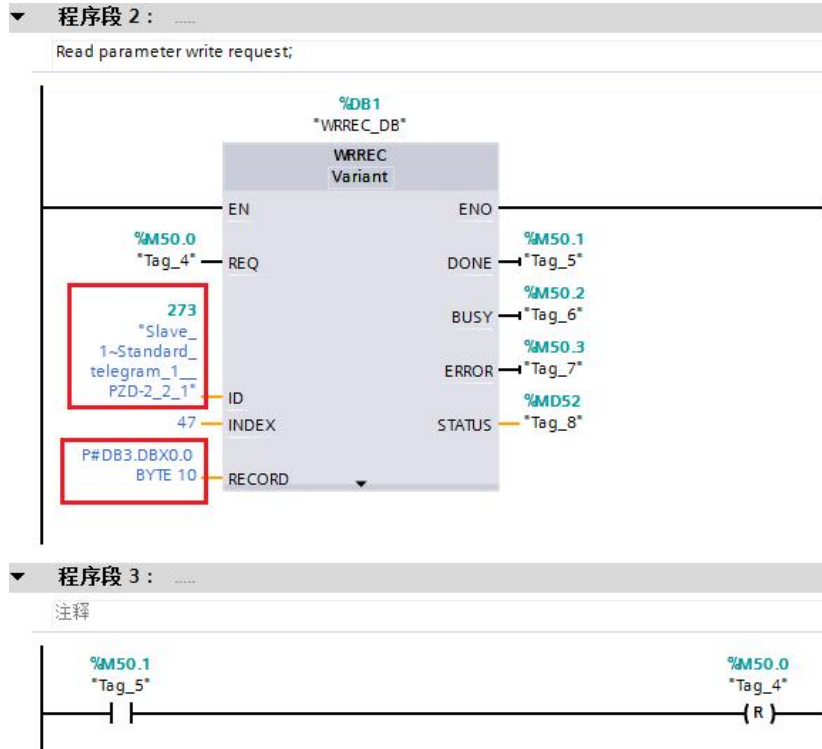 程序段 2： .....
Read parameter write request;
%DB1
"WRREC_DB"
WRREC
Variant
EN
ENO
%M50.0
"Tag_4"
REQ
%M50.1
DONE
"Tag_5"
273
"Slave_
1~Standard_
telegram_1__
PZD-2_2_1"
ID
%M50.2
BUSY
"Tag_6"
%M50.3
ERROR
"Tag_7"
47
INDEX
%MD52
STATUS
"Tag_8"
P#DB3.DBX0.0
BYTE 10
RECORD
程序段 3： .....
注释
%M50.1
"Tag_5"
%M50.0
"Tag_4"
( R )